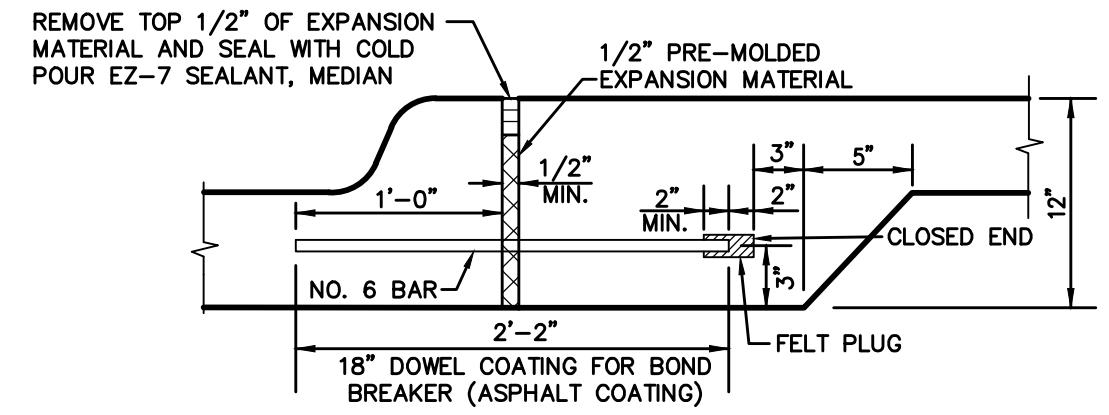 REMOVE TOP 1/2" OF EXPANSION
MATERIAL AND SEAL WITH COLD
POUR EZ-7 SEALANT, MEDIAN
1/2" PRE-MOLDED
EXPANSION MATERIAL
1/2"
MIN.
3"
5"
1'-0"
2"
MIN.
2"
12"
CLOSED END
3"
NO. 6 BAR
FELT PLUG
2'-2"
18" DOWEL COATING FOR BOND
BREAKER (ASPHALT COATING)